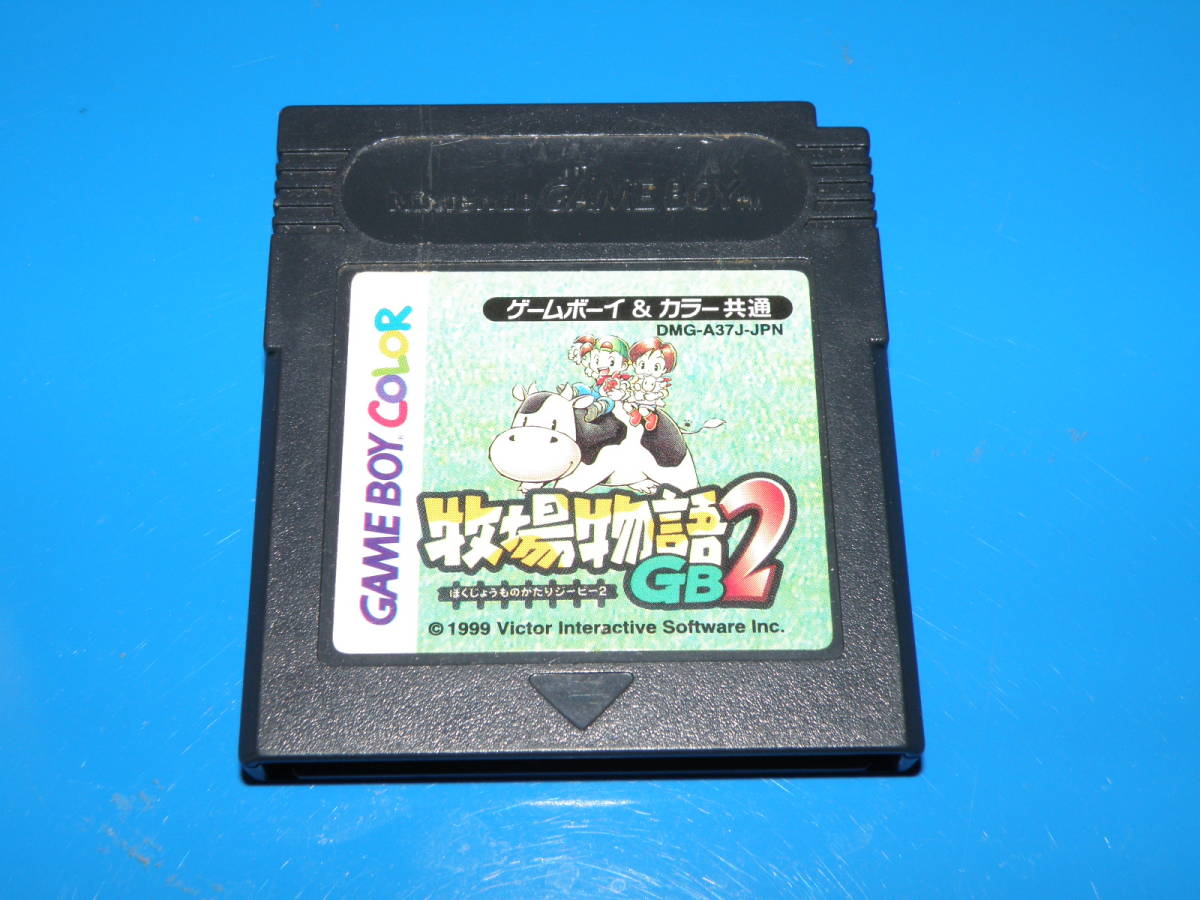 Nintendo GAME BOY TM
GAME BOY COLOR
ゲームボーイ & カラー共通
DMG-A37J-JPN
牧場物語
GB2
ぼくじょうものがたりジービー2
© 1999 Victor Interactive Software Inc.